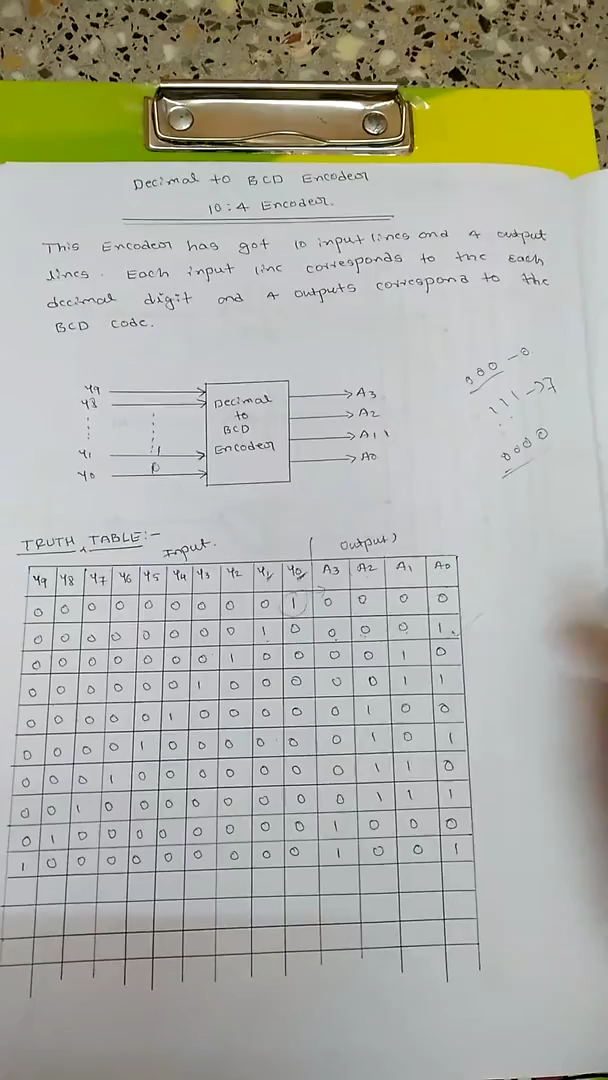 Decimal to BCD Encoder
10:4 Encoder.
This Encoder has got 10 input lines and 4 output
lines. Each input line corresponds to the each
decimal digit and 4 outputs correspond to the
BCD code.
Y9
Y8
Y1
Y0
1
0
Decimal
to
BCD
Encoder
A3
A2
A1
A0
000 - 0
111 -> 7
0000
TRUTH TABLE:-
Input.
(Output)
Y9 Y8 Y7 Y6 Y5 Y4 Y3 Y2 Y1 Y0 A3 A2 A1 A0
0 0 0 0 0 0 0 0 0 1 0 0 0 0
0 0 0 0 0 0 0 0 1 0 0 0 0 1
0 0 0 0 0 0 0 1 0 0 0 0 1 0
0 0 0 0 0 0 1 0 0 0 0 0 1 1
0 0 0 0 0 1 0 0 0 0 0 1 0 0
0 0 0 0 1 0 0 0 0 0 0 1 0 1
0 0 0 1 0 0 0 0 0 0 0 1 1 0
0 0 1 0 0 0 0 0 0 0 0 1 1 1
0 1 0 0 0 0 0 0 0 0 1 0 0 0
1 0 0 0 0 0 0 0 0 0 1 0 0 1